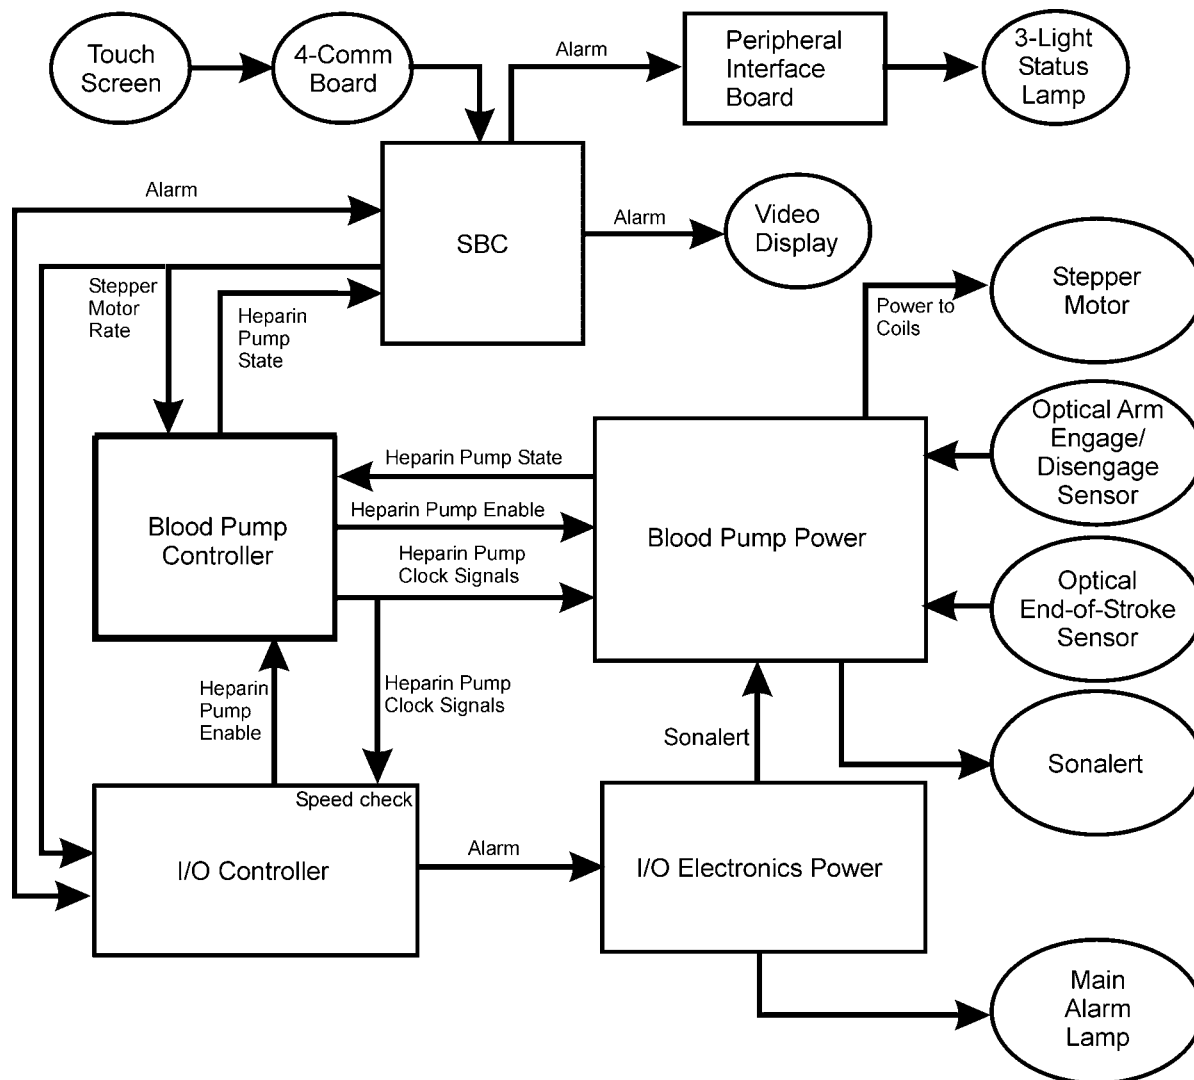 Touch
Screen
4-Comm
Board
Alarm
Peripheral
Interface
Board
3-Light
Status
Lamp
Alarm
SBC
Alarm
Video
Display
Stepper
Motor
Rate
Heparin
Pump
State
Power to
Coils
Stepper
Motor
Optical Arm
Engage/
Disengage
Sensor
Heparin Pump State
Heparin Pump Enable
Heparin Pump
Clock Signals
Blood Pump
Controller
Blood Pump Power
Optical
End-of-Stroke
Sensor
Heparin
Pump
Enable
Heparin Pump
Clock Signals
Sonalert
Sonalert
Speed check
I/O Controller
Alarm
I/O Electronics Power
Main
Alarm
Lamp